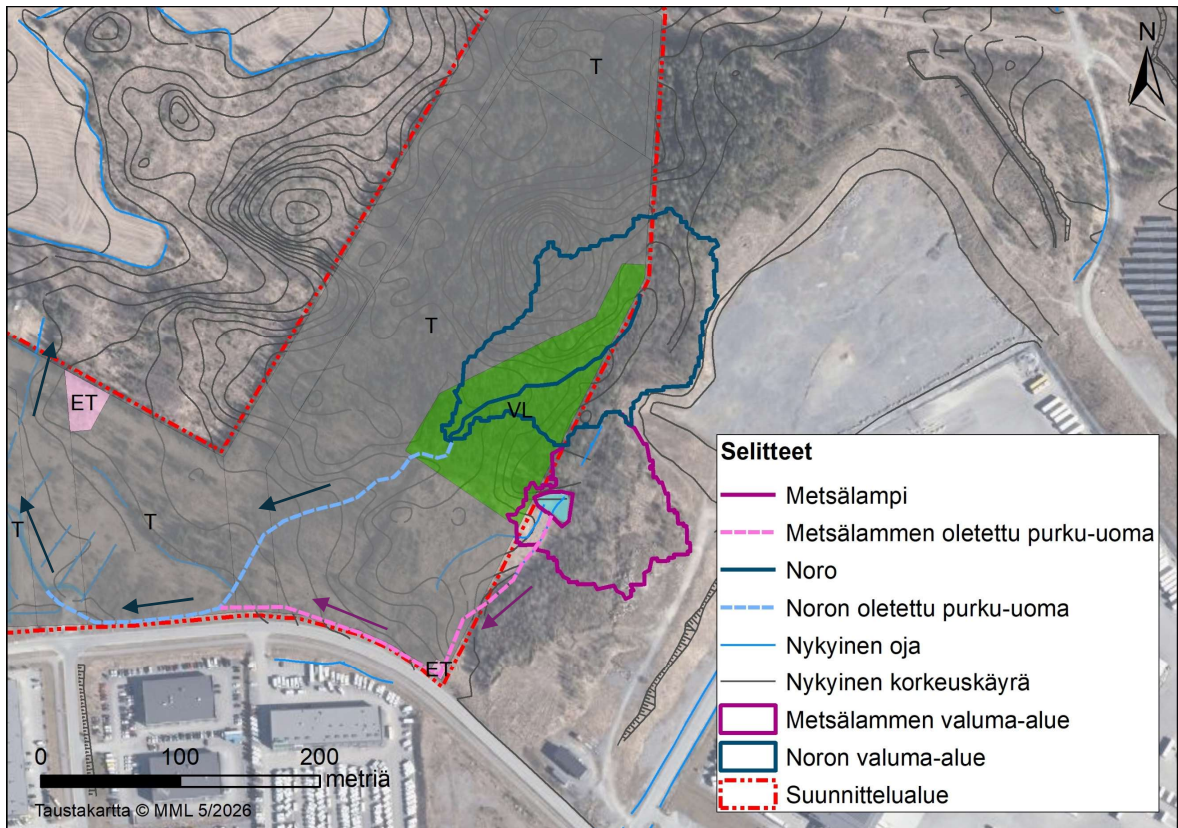 N
T
T
VL
ET
T
T
ET
Selitteet
Metsälampi
Metsälammen oletettu purku-uoma
Noro
Noron oletettu purku-uoma
Nykyinen oja
Nykyinen korkeuskäyrä
Metsälammen valuma-alue
Noron valuma-alue
Suunnittelualue
0 100 200
metriä
Taustakartta © MML 5/2026